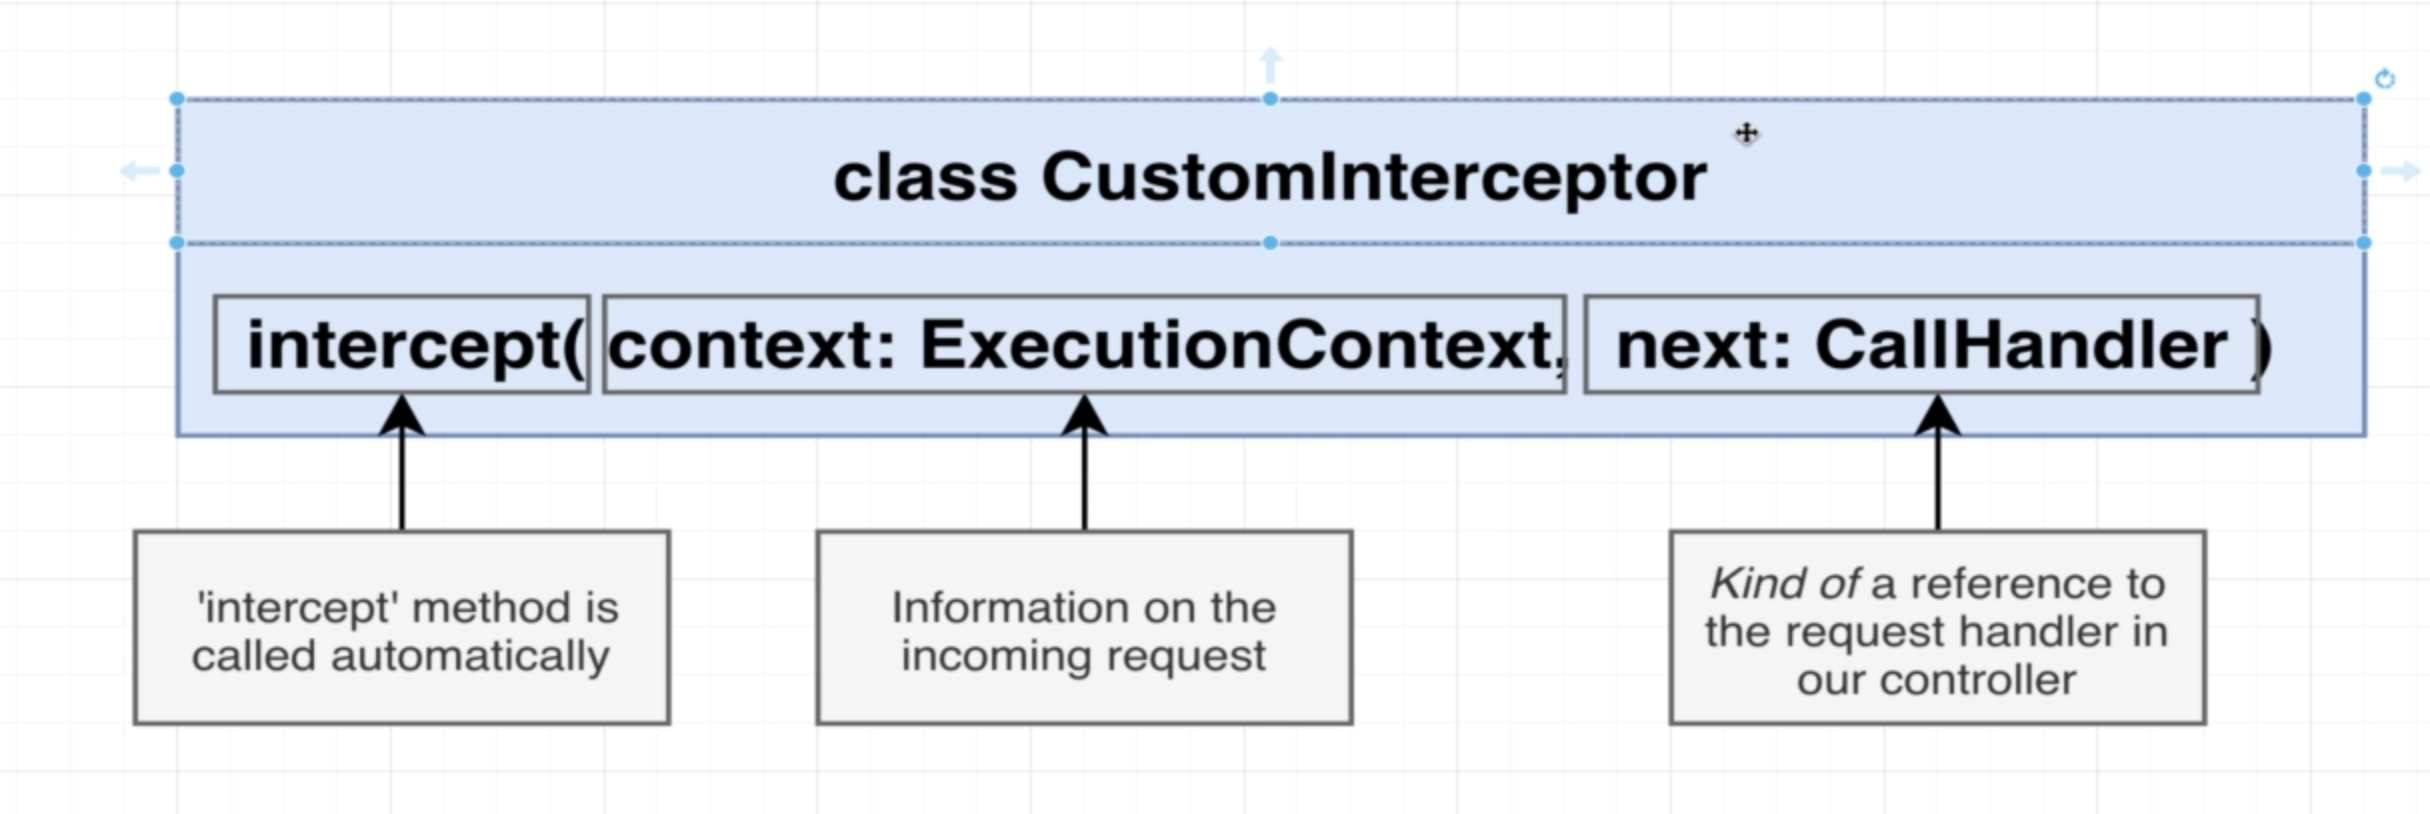 class CustomInterceptor
intercept( context: ExecutionContext, next: CallHandler )
'intercept' method is
called automatically
Information on the
incoming request
Kind of a reference to
the request handler in
our controller